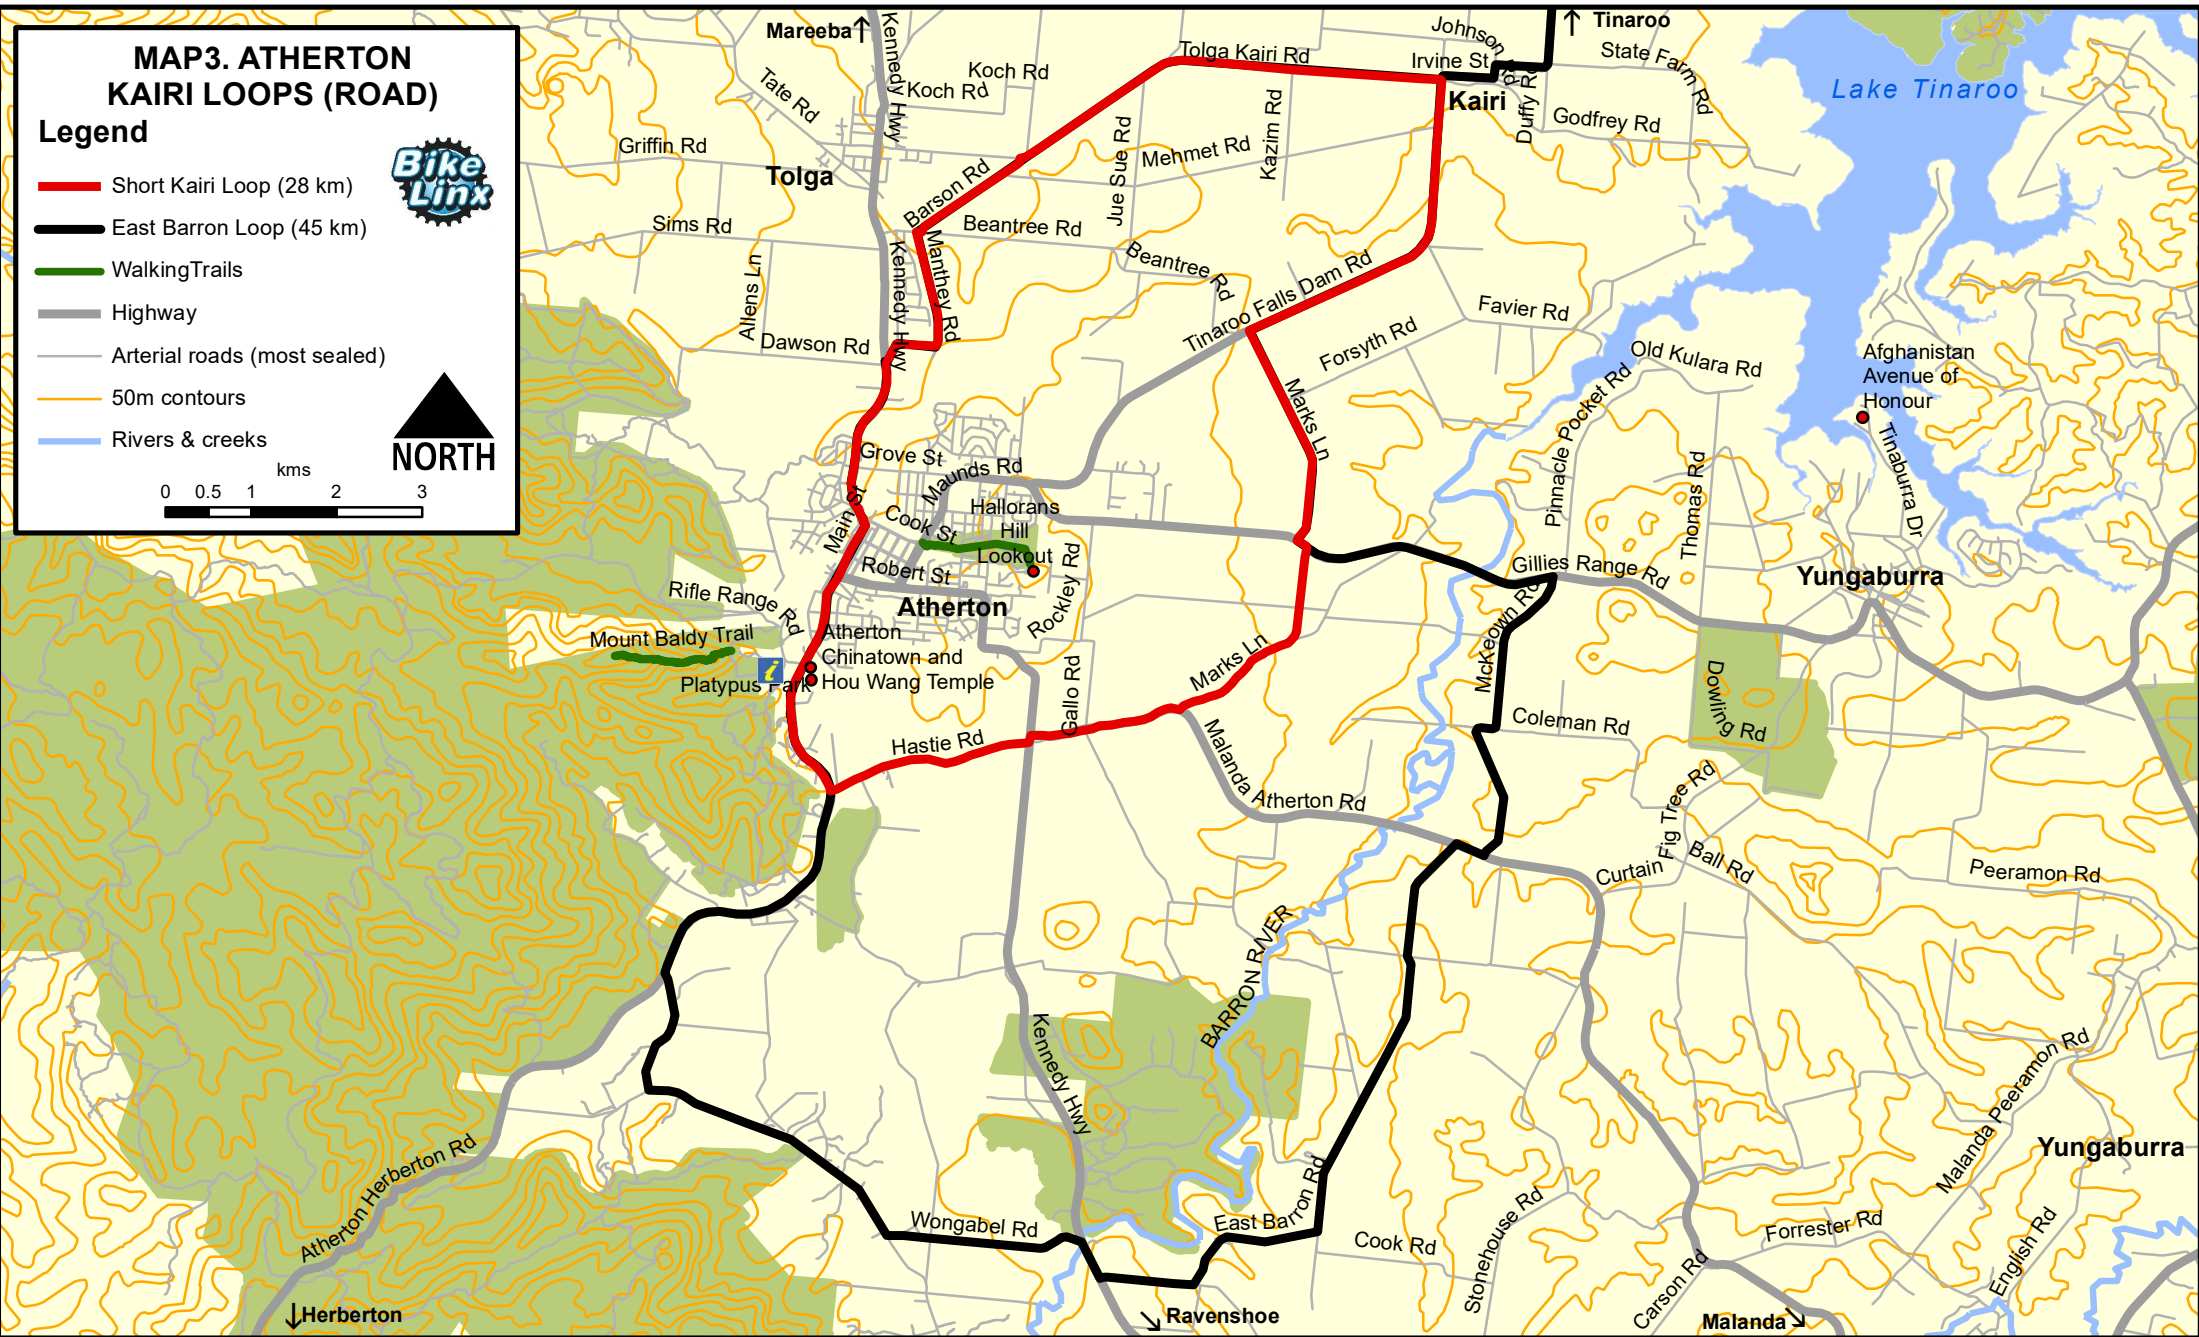 MAP3. ATHERTON
KAIRI LOOPS (ROAD)
Legend
Bike
Linx
Short Kairi Loop (28 km)
East Barron Loop (45 km)
WalkingTrails
Highway
Arterial roads (most sealed)
50m contours
Rivers & creeks
NORTH
kms
0 0.5 1 2 3
Mareeba
Kennedy Hwy
Tolga Kairi Rd
Johnson Rd
Irvine St
Tinaroo
State Farm Rd
Koch Rd
Koch Rd
Tate Rd
Kairi
Duffy Rd
Godfrey Rd
Lake Tinaroo
Griffin Rd
Tolga
Barson Rd
Jue Sue Rd
Mehmet Rd
Kazim Rd
Sims Rd
Beantree Rd
Beantree Rd
Allens Ln
Kennedy Hwy
Manthey Rd
Dawson Rd
Tinaroo Falls Dam Rd
Forsyth Rd
Favier Rd
Old Kulara Rd
Afghanistan
Avenue of
Honour
Marks Ln
Pinnacle Pocket Rd
Tinaburra Dr
Grove St
Maunds Rd
Thomas Rd
Main St
Cook St
Hallorans
Hill
Lookout
Robert St
Rockley Rd
Gillies Range Rd
Yungaburra
Atherton
Rifle Range Rd
Mount Baldy Trail
i
Platypus Park
Atherton
Chinatown and
Hou Wang Temple
McKeown Rd
Marks Ln
Gallo Rd
Dowling Rd
Hastie Rd
Coleman Rd
Malanda Atherton Rd
Fig Tree Rd
Curtain
Ball Rd
Peeramon Rd
BARRON RIVER
Kennedy Hwy
Malanda Peeramon Rd
Yungaburra
Atherton Herberton Rd
Wongabel Rd
East Barron Rd
Cook Rd
Stonehouse Rd
Forrester Rd
Carson Rd
English Rd
Herberton
Ravenshoe
Malanda